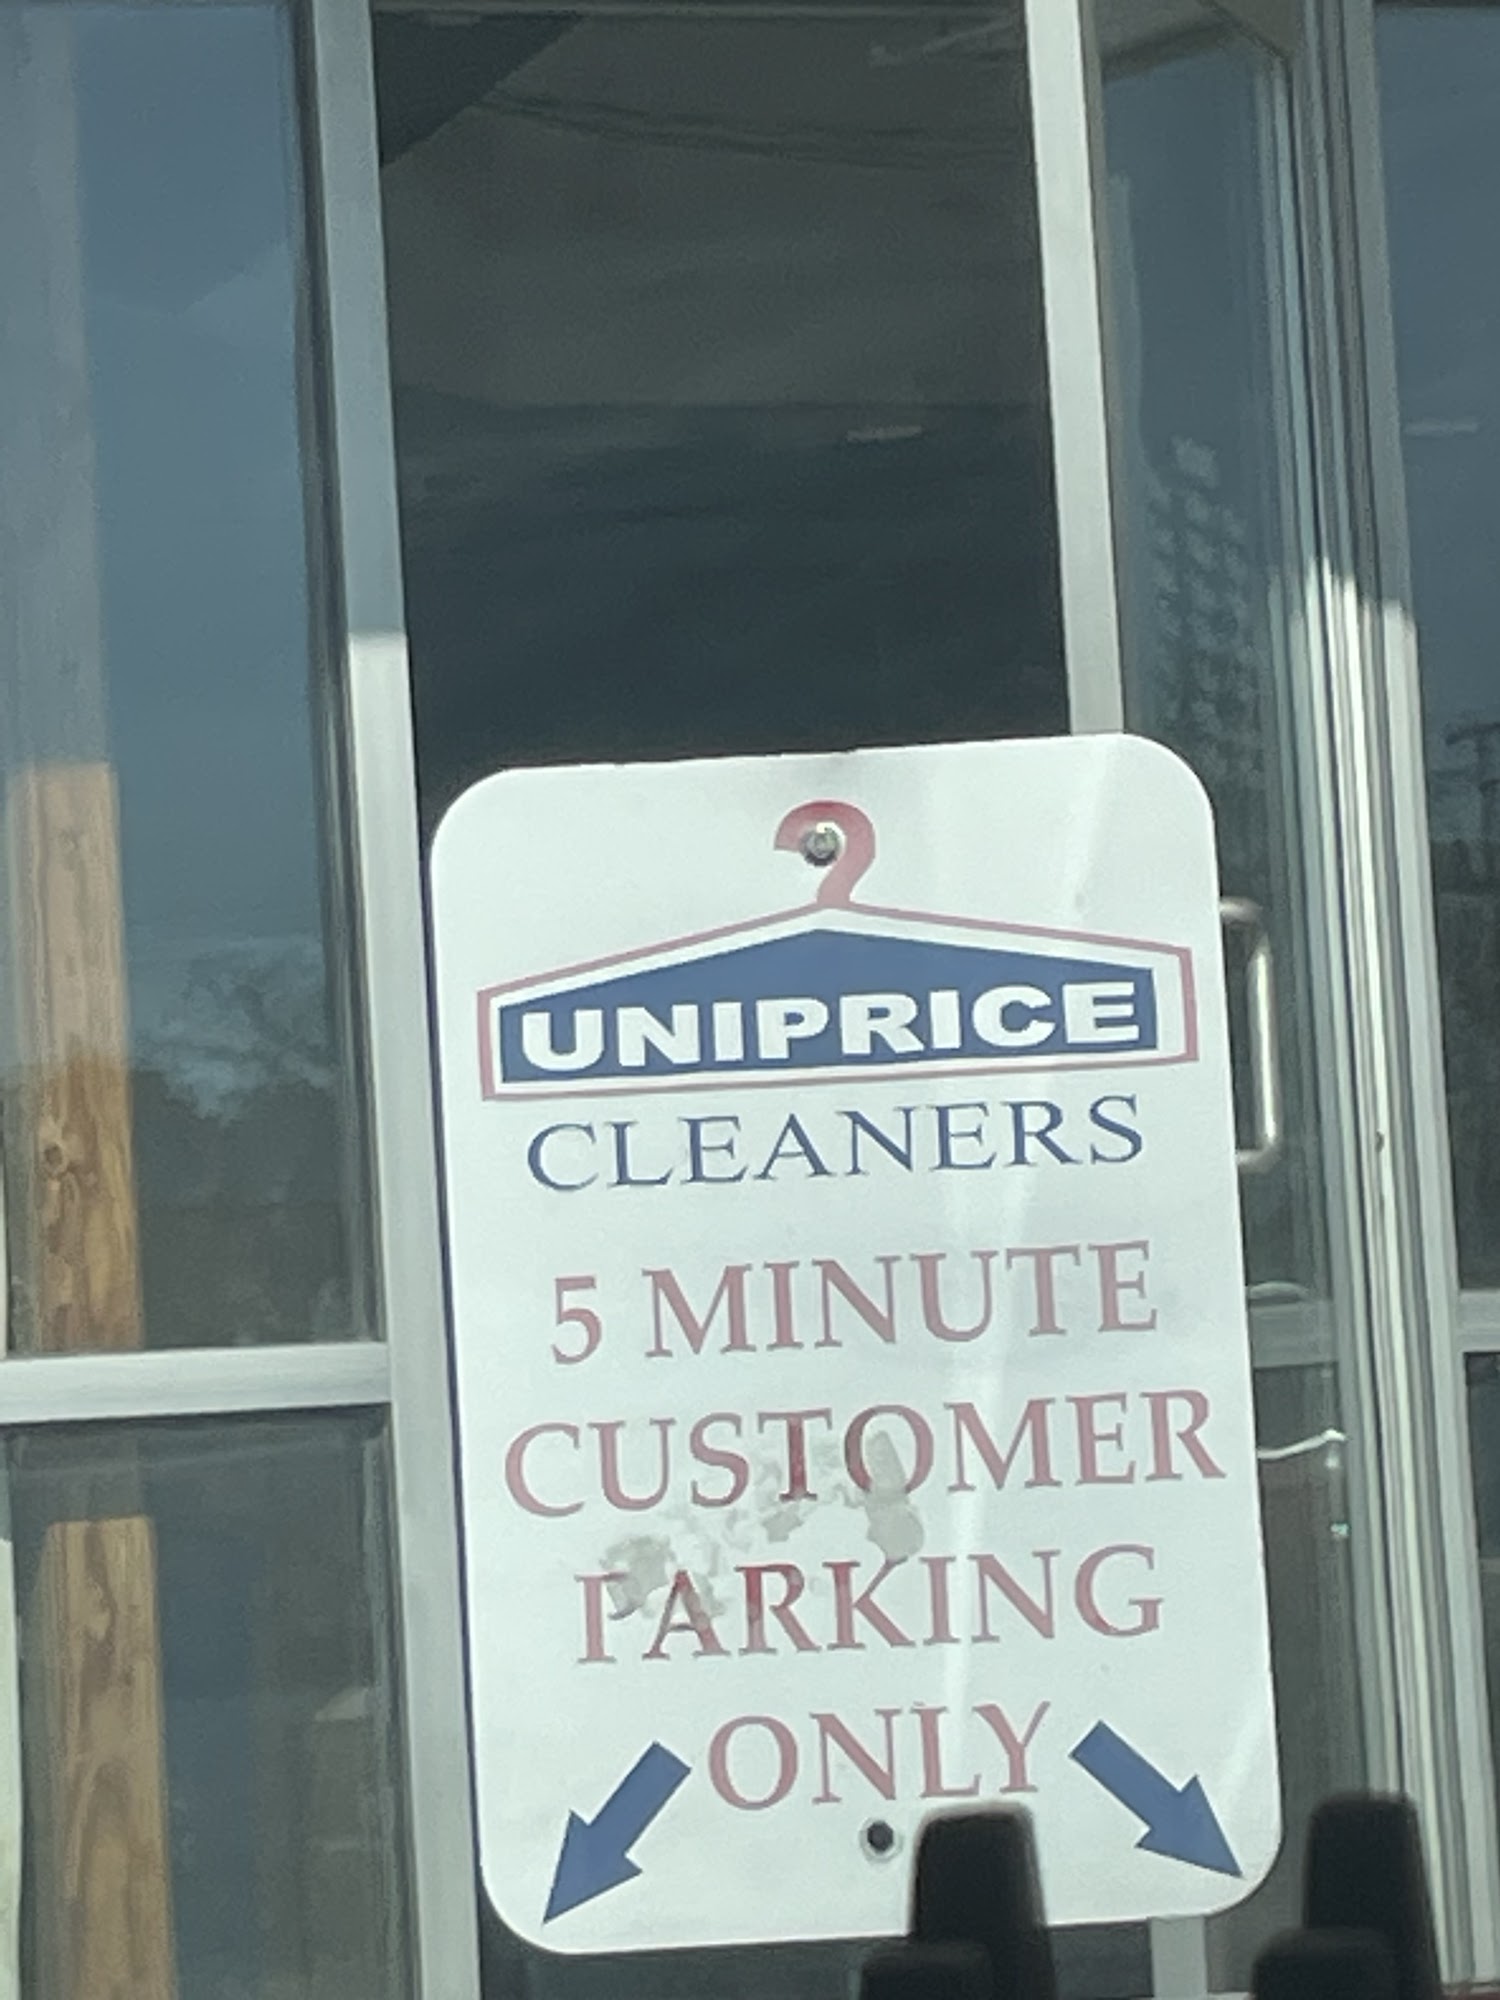 UNIPRICE
CLEANERS
5 MINUTE
CUSTOMER
PARKING
ONLY